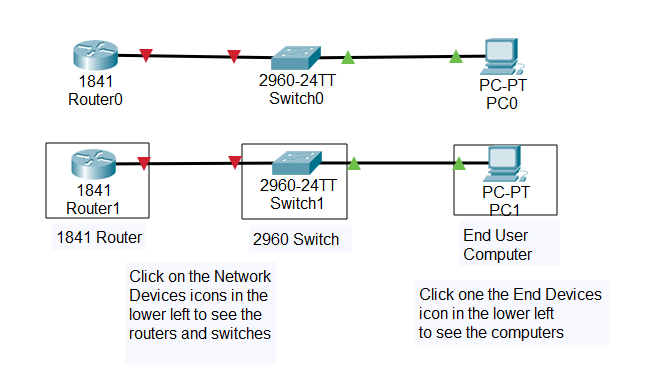 1841
Router0
2960-24TT
Switch0
PC-PT
PC0
1841
Router1
2960-24TT
Switch1
PC-PT
PC1
1841 Router
2960 Switch
End User
Computer
Click on the Network
Devices icons in the
lower left to see the
routers and switches
Click one the End Devices
icon in the lower left
to see the computers